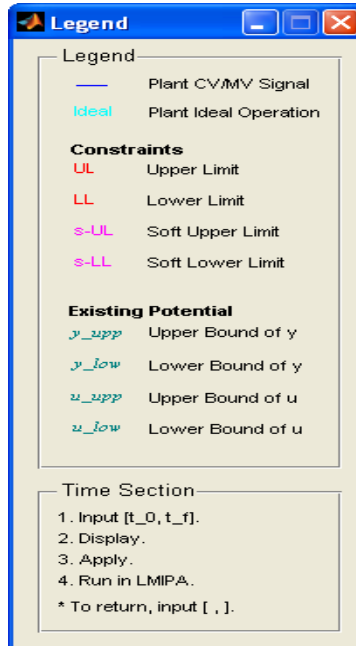 Legend
Legend
Plant CV/MV Signal
Ideal Plant Ideal Operation
Constraints
UL Upper Limit
LL Lower Limit
s-UL Soft Upper Limit
s-LL Soft Lower Limit
Existing Potential
y_upp Upper Bound of y
y_low Lower Bound of y
u_upp Upper Bound of u
u_low Lower Bound of u
Time Section
1. Input [t_0, t_f].
2. Display.
3. Apply.
4. Run in LMIPA.
* To return, input [ , ].